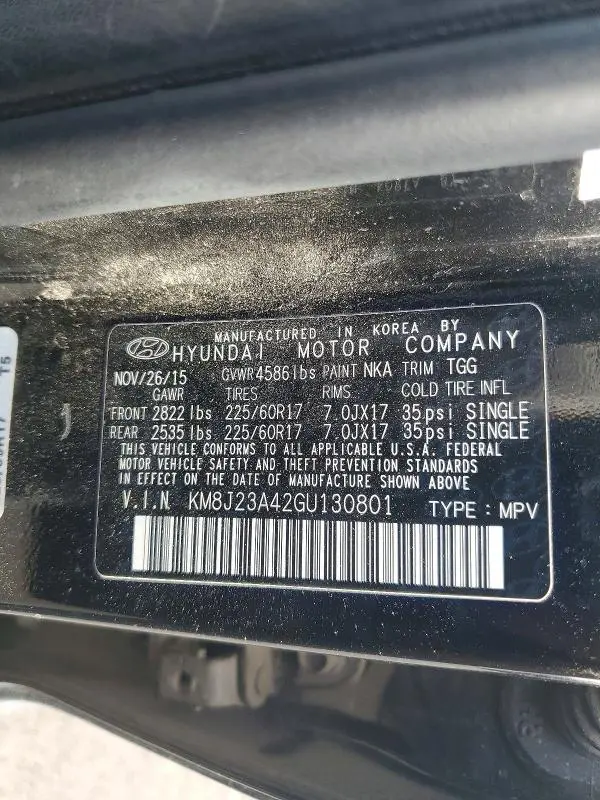 MANUFACTURED IN KOREA BY
HYUNDAI MOTOR COMPANY
NOV/26/15 GVWR 4586lbs PAINT NKA TRIM TGG
GAWR TIRES RIMS COLD TIRE INFL
FRONT 2822 lbs 225/60R17 7.0JX17 35psi SINGLE
REAR 2535 lbs 225/60R17 7.0JX17 35psi SINGLE
THIS VEHICLE CONFORMS TO ALL APPLICABLE U.S.A. FEDERAL
MOTOR VEHICLE SAFETY AND THEFT PREVENTION STANDARDS
IN EFFECT ON THE DATE OF MANUFACTURE SHOWN ABOVE
V.I.N KM8J23A42GU130801 TYPE : MPV